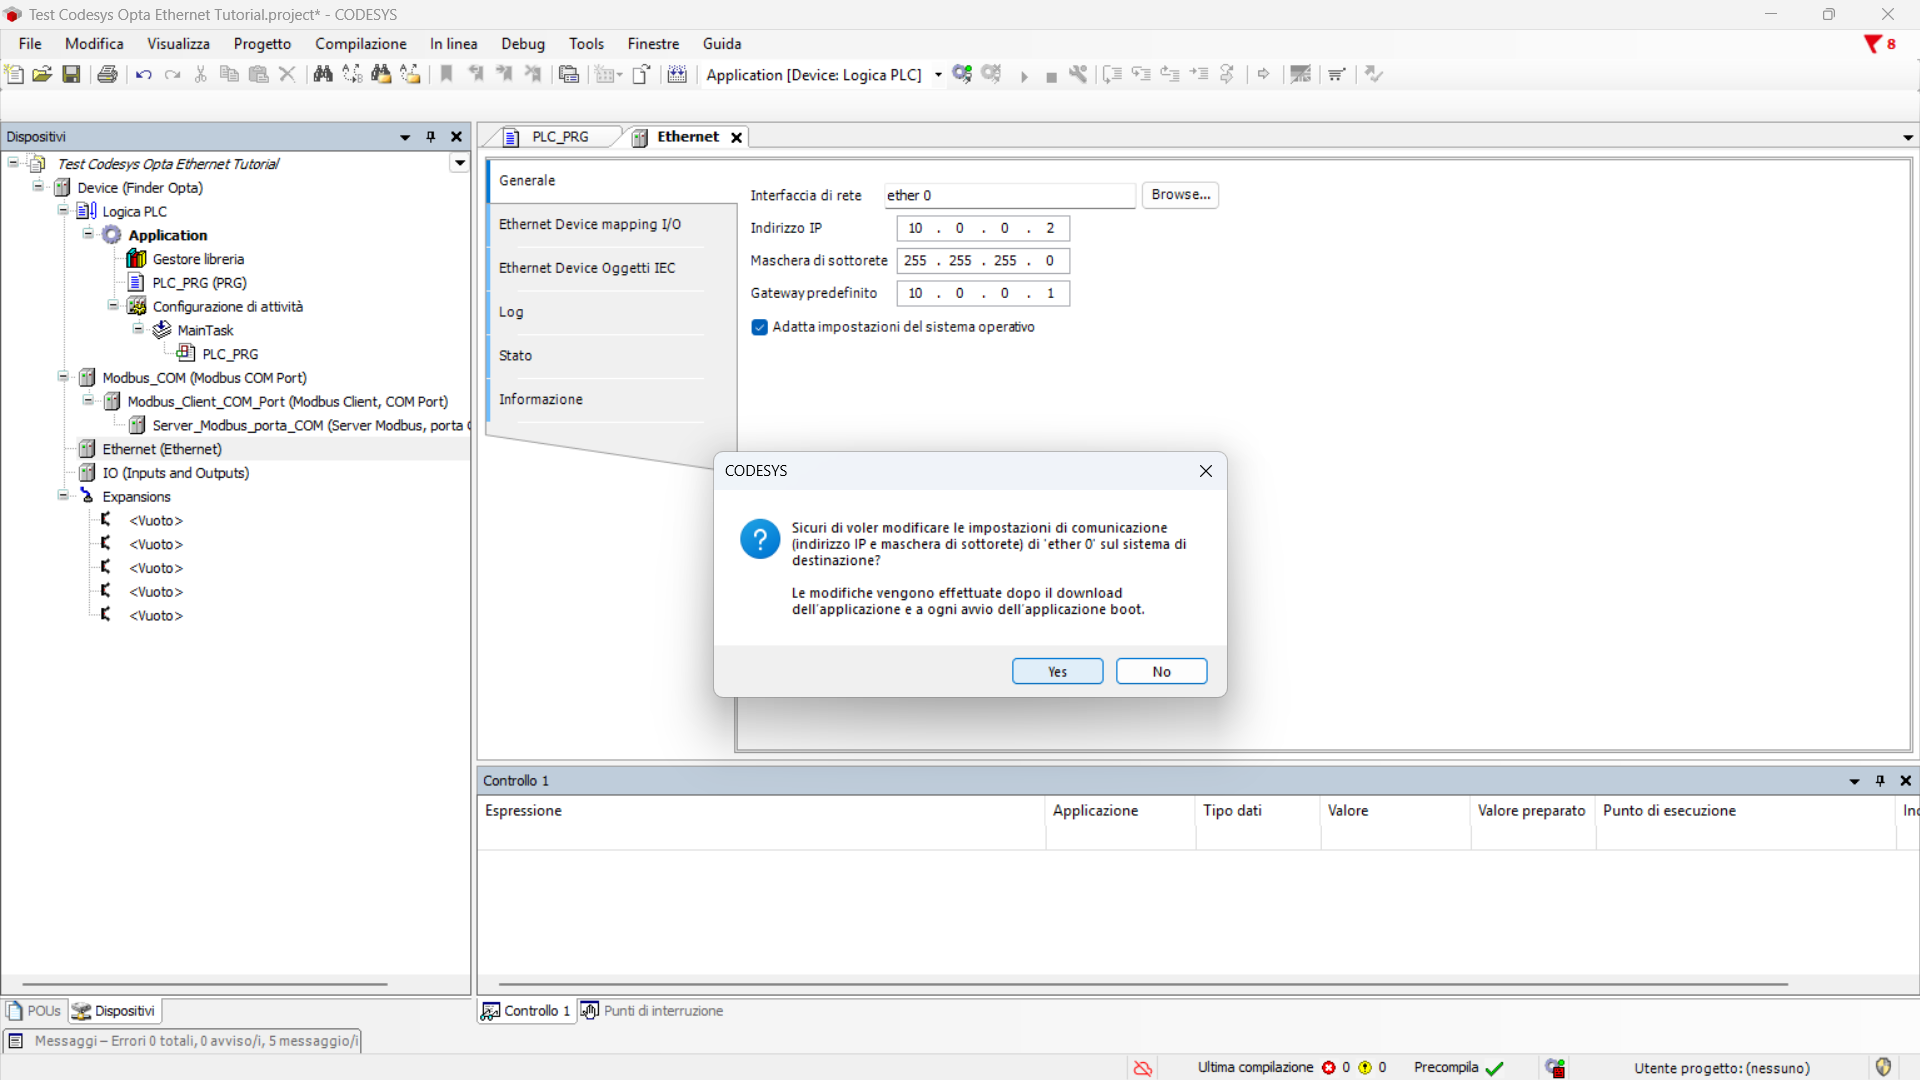 Test Codesys Opta Ethernet Tutorial.project* - CODESYS
File Modifica Visualizza Progetto Compilazione In linea Debug Tools Finestre Guida
8
Application [Device: Logica PLC]
Dispositivi
Test Codesys Opta Ethernet Tutorial
Device (Finder Opta)
Logica PLC
Application
Gestore libreria
PLC_PRG (PRG)
Configurazione di attività
MainTask
PLC_PRG
Modbus_COM (Modbus COM Port)
Modbus_Client_COM_Port (Modbus Client, COM Port)
Server_Modbus_porta_COM (Server Modbus, porta
Ethernet (Ethernet)
IO (Inputs and Outputs)
Expansions
<Vuoto>
<Vuoto>
<Vuoto>
<Vuoto>
<Vuoto>
POUs Dispositivi
PLC_PRG Ethernet
Generale
Ethernet Device mapping I/O
Ethernet Device Oggetti IEC
Log
Stato
Informazione
Interfaccia di rete ether 0 Browse...
Indirizzo IP 10 . 0 . 0 . 2
Maschera di sottorete 255 . 255 . 255 . 0
Gateway predefinito 10 . 0 . 0 . 1
Adatta impostazioni del sistema operativo
CODESYS
Sicuri di voler modificare le impostazioni di comunicazione
(indirizzo IP e maschera di sottorete) di 'ether 0' sul sistema di
destinazione?
Le modifiche vengono effettuate dopo il download
dell'applicazione e a ogni avvio dell'applicazione boot.
Yes No
Controllo 1
Espressione Applicazione Tipo dati Valore Valore preparato Punto di esecuzione
Controllo 1 Punti di interruzione
Messaggi – Errori 0 totali, 0 avviso/i, 5 messaggio/i
Ultima compilazione 0 0 Precompila Utente progetto: (nessuno)